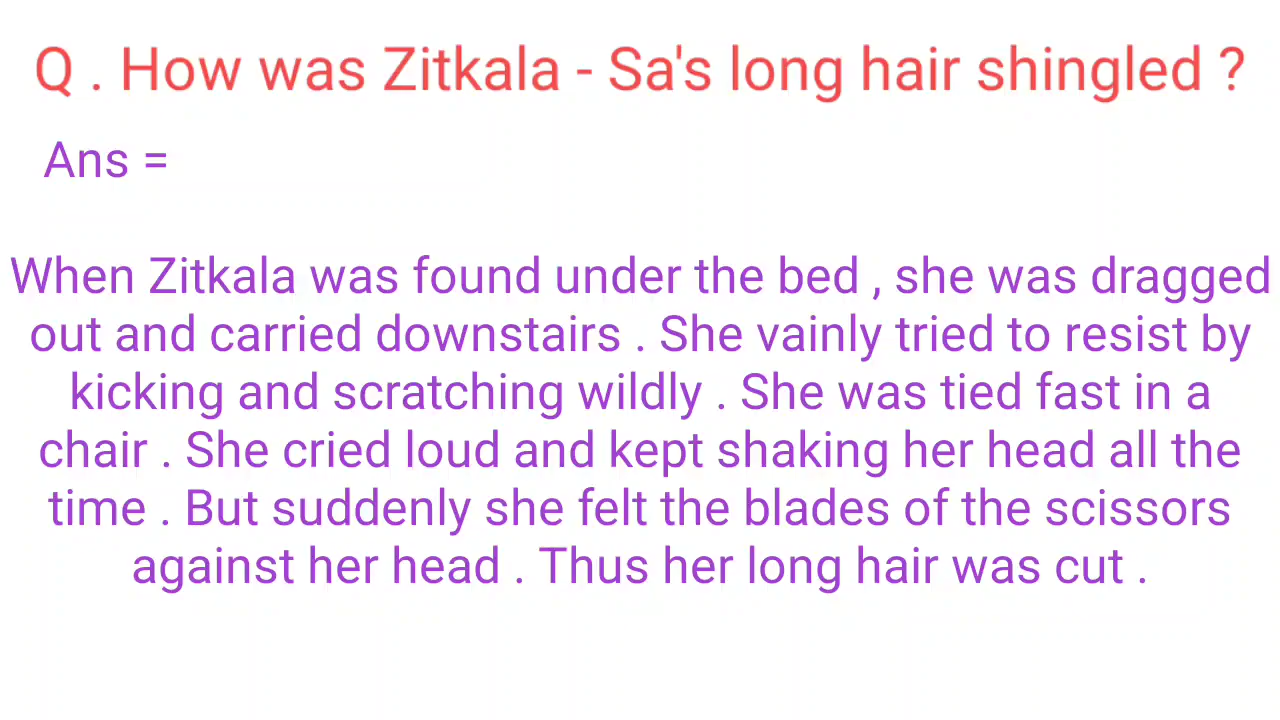 Q . How was Zitkala - Sa's long hair shingled ?
Ans =
When Zitkala was found under the bed , she was dragged
out and carried downstairs . She vainly tried to resist by
kicking and scratching wildly . She was tied fast in a
chair . She cried loud and kept shaking her head all the
time . But suddenly she felt the blades of the scissors
against her head . Thus her long hair was cut .